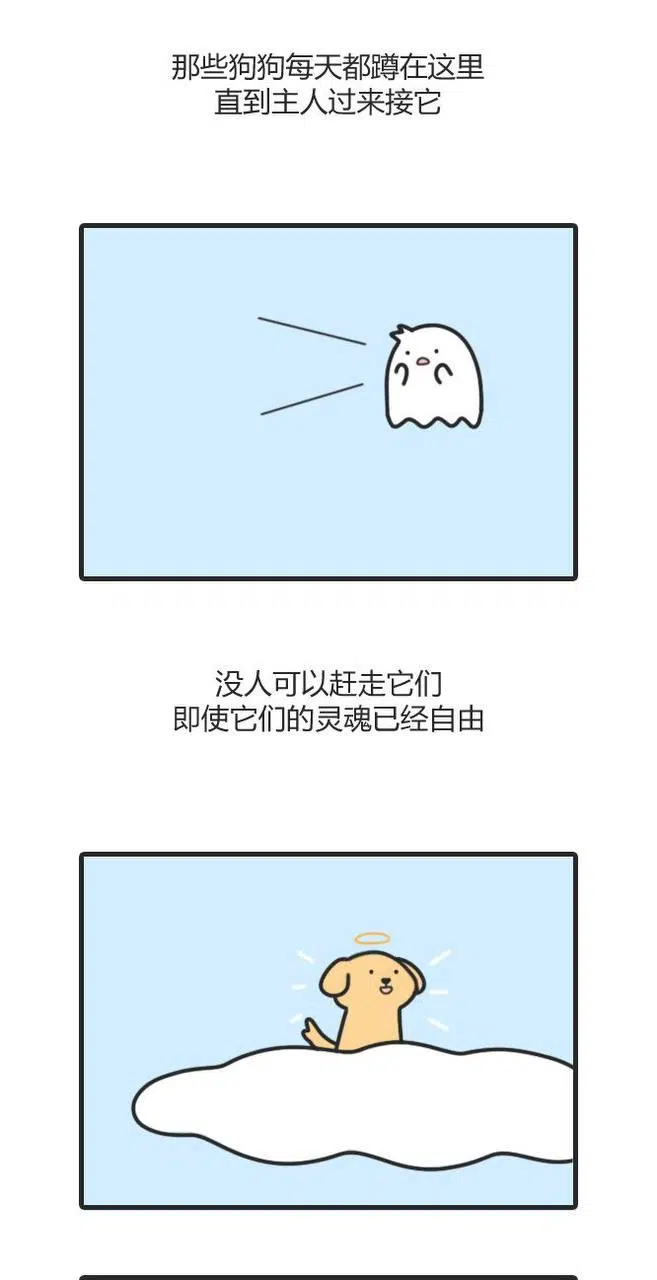 那些狗狗每天都蹲在这里
直到主人过来接它
没人可以赶走它们
即使它们的灵魂已经自由